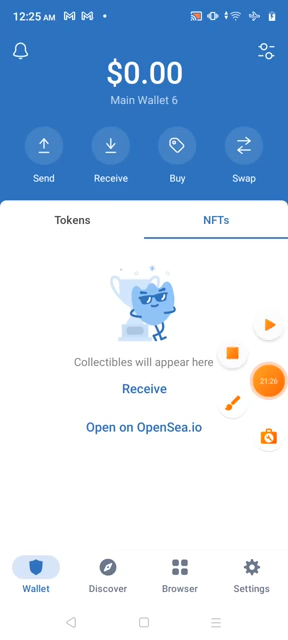 12:25 AM
$0.00
Main Wallet 6
Send Receive Buy Swap
Tokens NFTs
Collectibles will appear here
Receive
21:26
Open on OpenSea.io
Wallet Discover Browser Settings